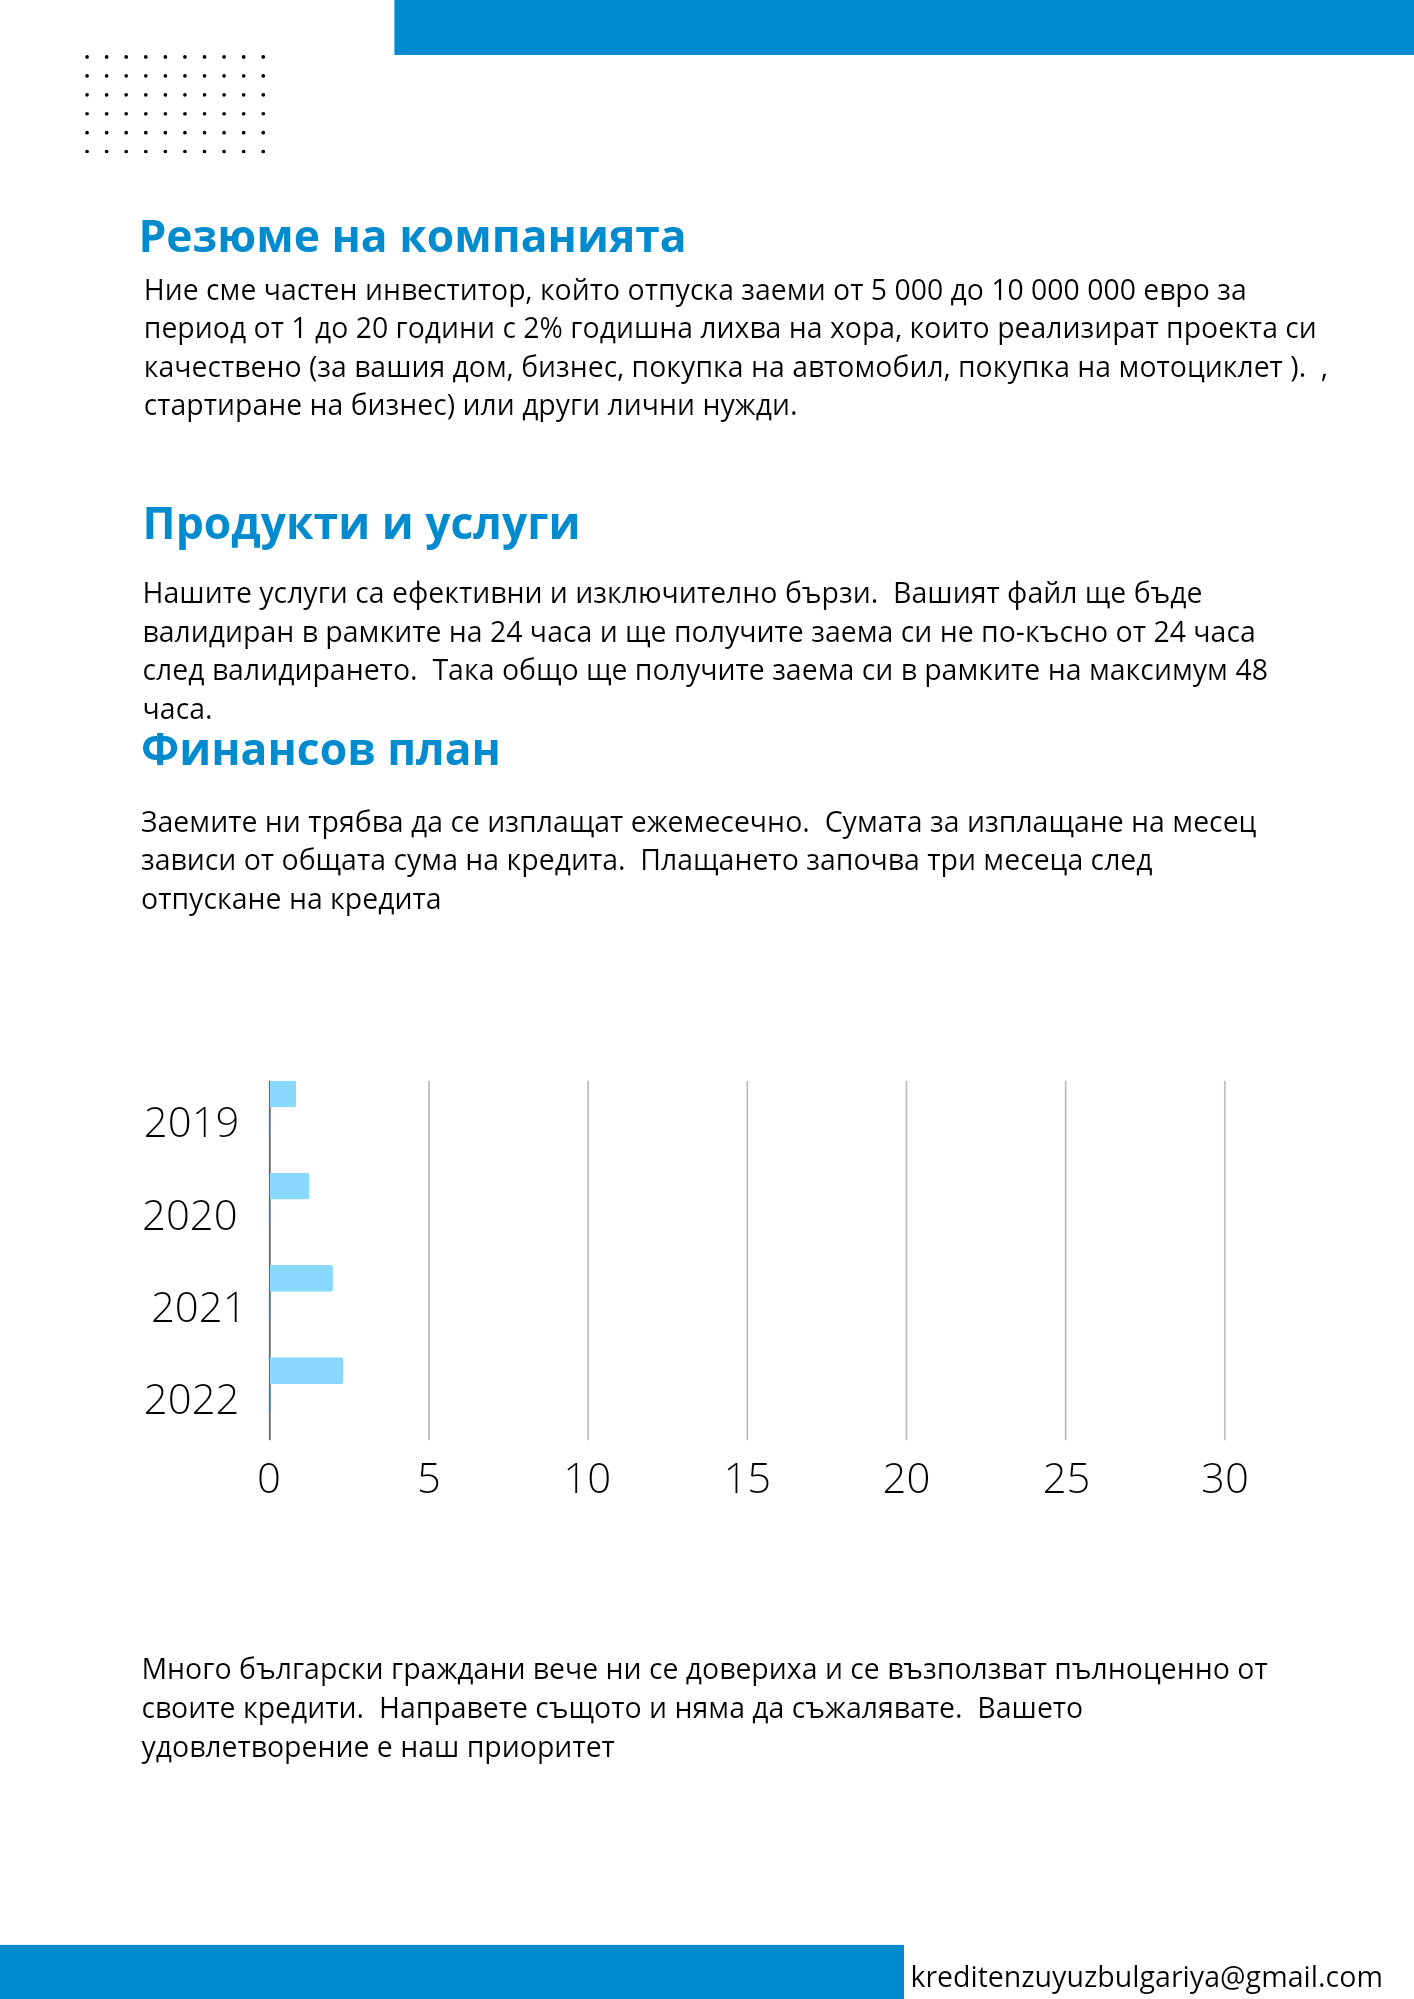 Резюме на компанията
Ние сме частен инвеститор, който отпуска заеми от 5 000 до 10 000 000 евро за
период от 1 до 20 години с 2% годишна лихва на хора, които реализират проекта си
качествено (за вашия дом, бизнес, покупка на автомобил, покупка на мотоциклет ).  ,
стартиране на бизнес) или други лични нужди.
Продукти и услуги
Нашите услуги са ефективни и изключително бързи.  Вашият файл ще бъде
валидиран в рамките на 24 часа и ще получите заема си не по-късно от 24 часа
след валидирането.  Така общо ще получите заема си в рамките на максимум 48
часа.
Финансов план
Заемите ни трябва да се изплащат ежемесечно.  Сумата за изплащане на месец
зависи от общата сума на кредита.  Плащането започва три месеца след
отпускане на кредита
2019
2020
2021
2022
0 5 10 15 20 25 30
Много български граждани вече ни се довериха и се възползват пълноценно от
своите кредити.  Направете същото и няма да съжалявате.  Вашето
удовлетворение е наш приоритет
kreditenzuyuzbulgariya@gmail.com